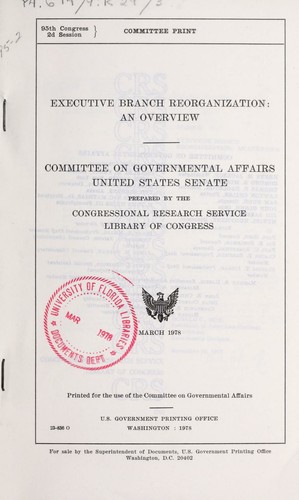 95th Congress
2d Session
COMMITTEE PRINT
EXECUTIVE BRANCH REORGANIZATION:
AN OVERVIEW
COMMITTEE ON GOVERNMENTAL AFFAIRS
UNITED STATES SENATE
PREPARED BY THE
CONGRESSIONAL RESEARCH SERVICE
LIBRARY OF CONGRESS
UNIVERSITY OF FLORIDA LIBRARIES
MAR
1978
DOCUMENTS DEPT.
MARCH 1978
Printed for the use of the Committee on Governmental Affairs
U.S. GOVERNMENT PRINTING OFFICE
WASHINGTON : 1978
For sale by the Superintendent of Documents, U.S. Government Printing Office
Washington, D.C. 20402